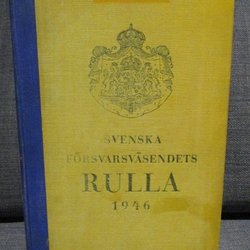 SVENSKA
FÖRSVARSVÄSENDETS
RULLA
1946